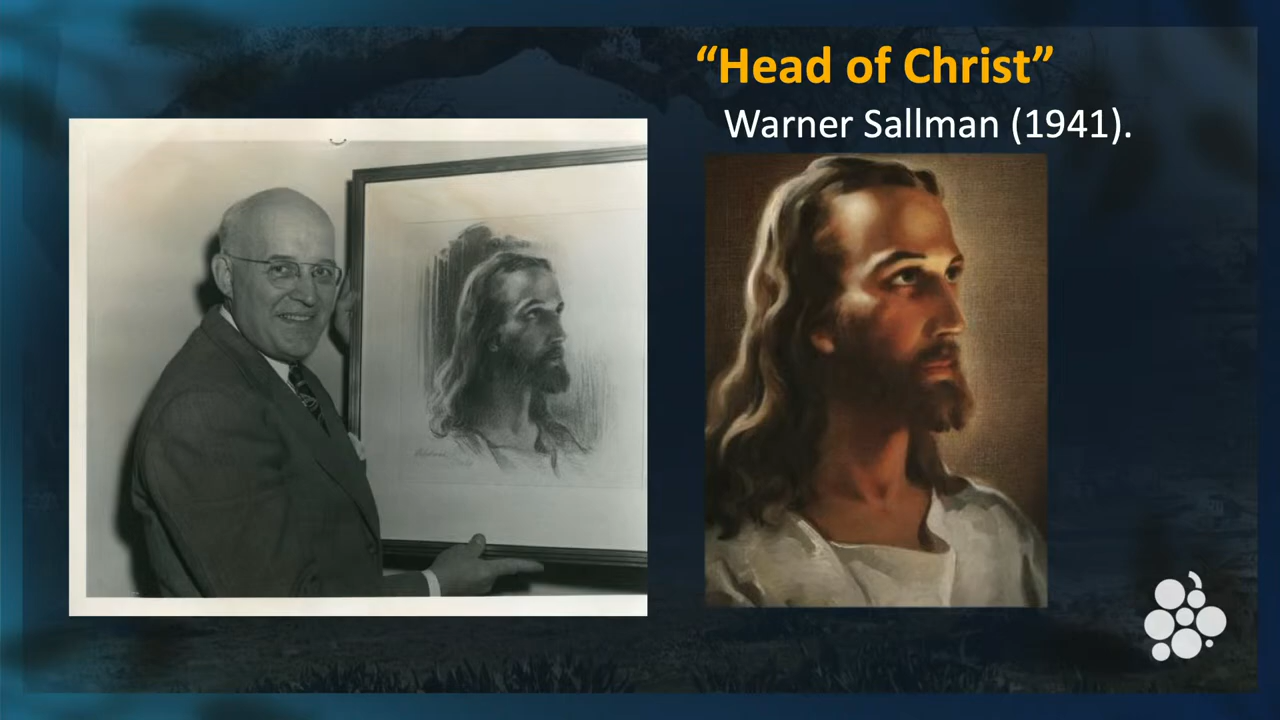 “Head of Christ”
Warner Sallman (1941).